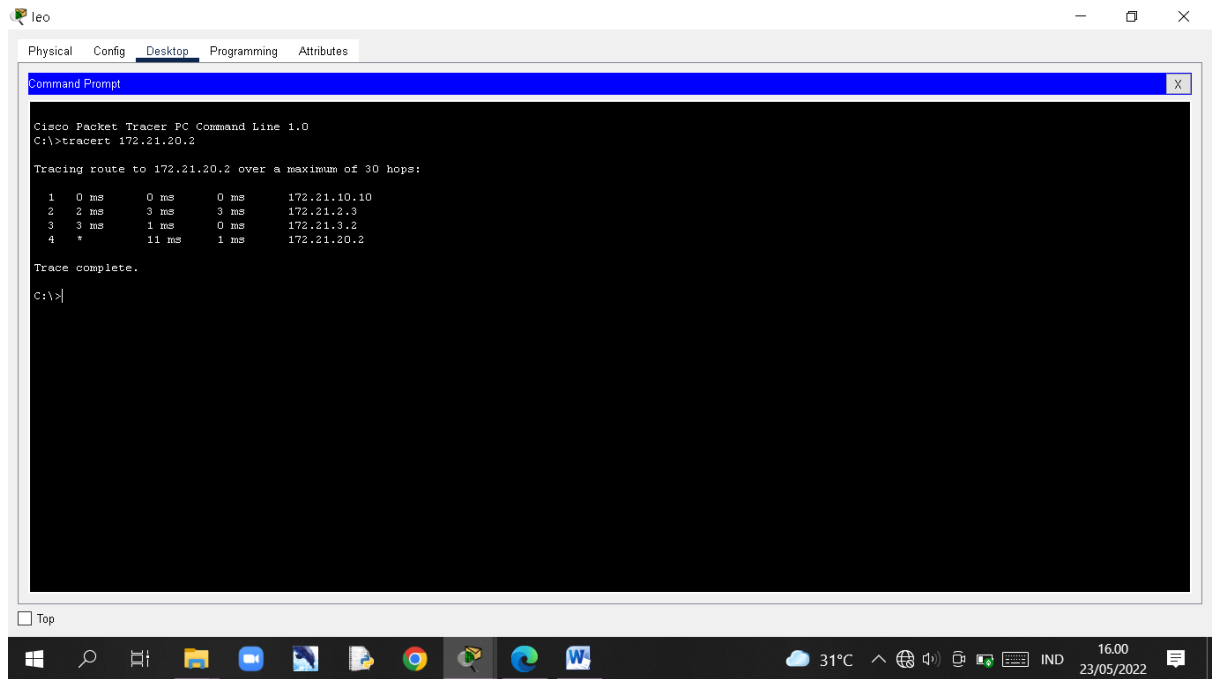 leo
Physical Config Desktop Programming Attributes
Command Prompt X
Cisco Packet Tracer PC Command Line 1.0
C:\>tracert 172.21.20.2
Tracing route to 172.21.20.2 over a maximum of 30 hops:
1 0 ms 0 ms 0 ms 172.21.10.10
2 2 ms 3 ms 3 ms 172.21.2.3
3 3 ms 1 ms 0 ms 172.21.3.2
4 * 11 ms 1 ms 172.21.20.2
Trace complete.
C:\>
Top
31°C IND 16.00
23/05/2022